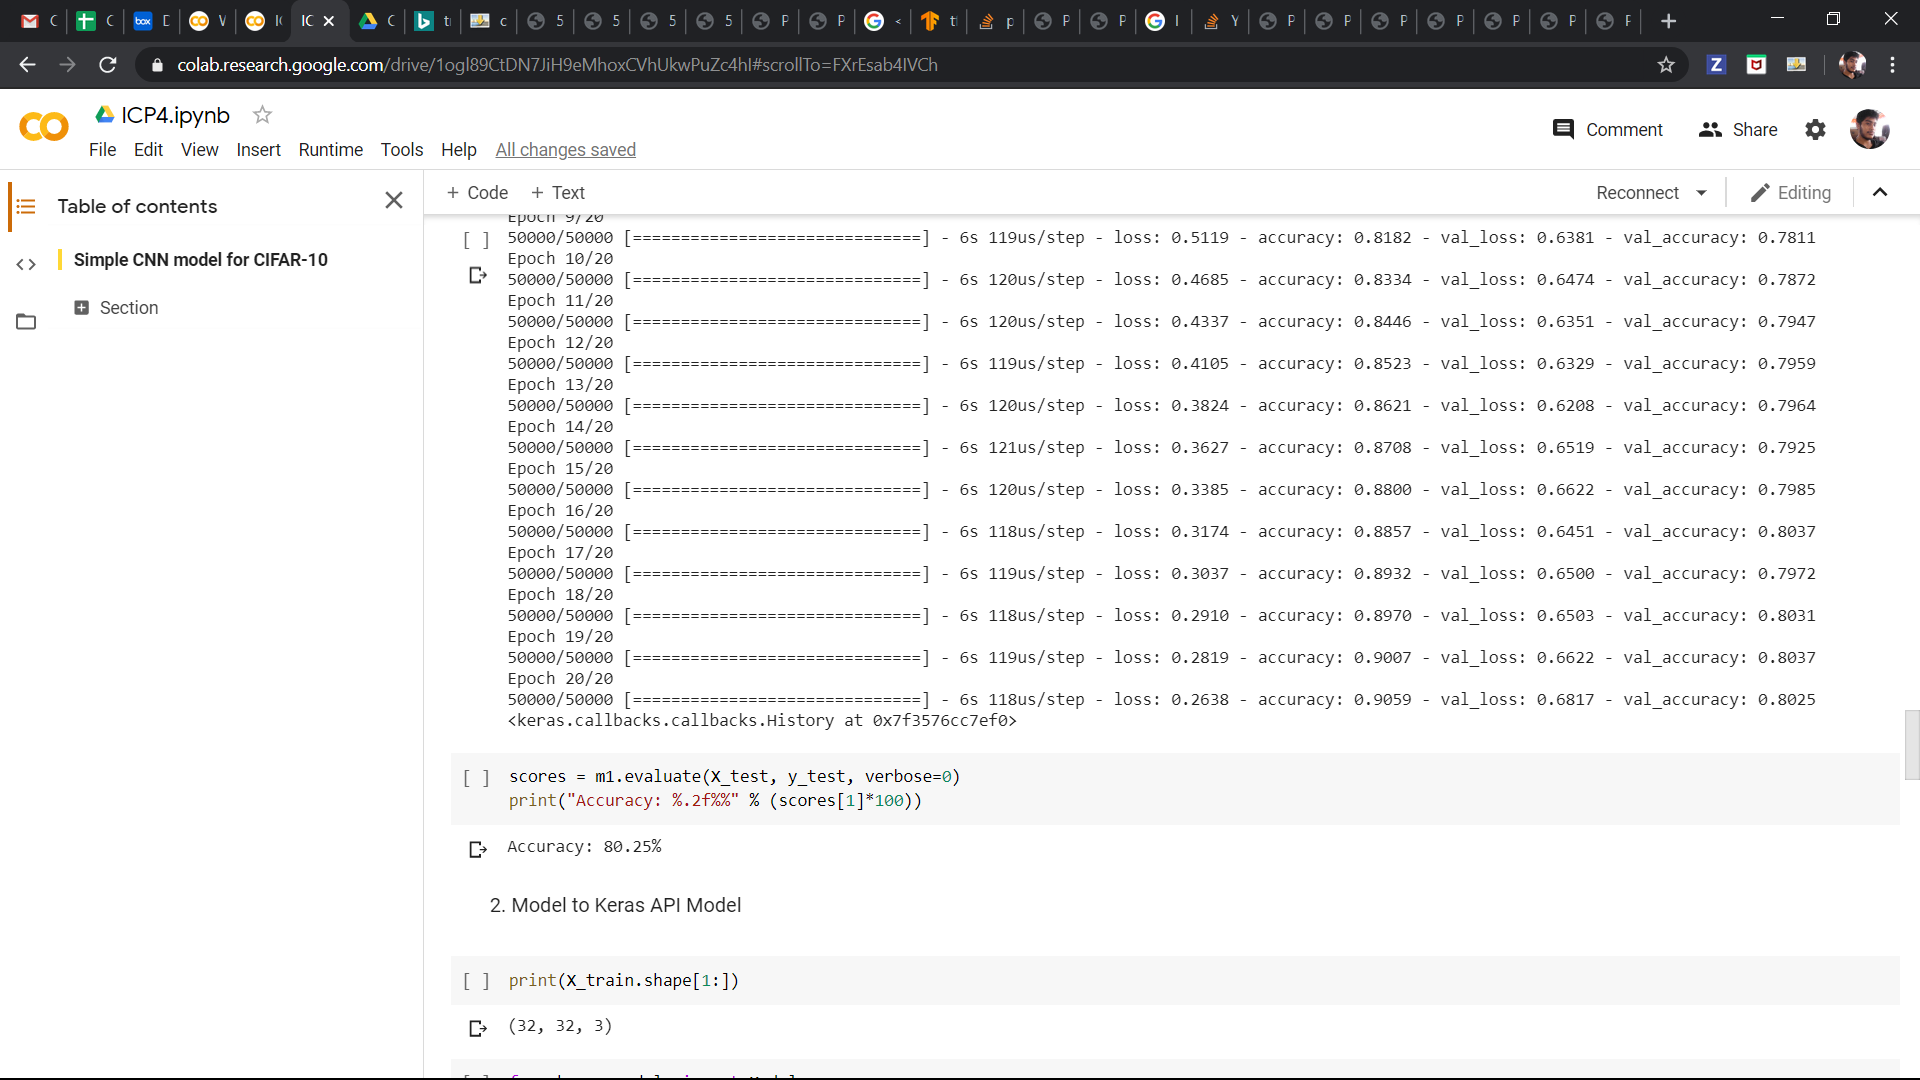 colab.research.google.com/drive/1ogl89CtDN7JiH9eMhoxCVhUkwPuZc4hI#scrollTo=FXrEsab4IVCh
ICP4.ipynb
Comment Share
File Edit View Insert Runtime Tools Help All changes saved
Table of contents
Simple CNN model for CIFAR-10
Section
+ Code + Text
Reconnect Editing
Epoch 9/20
[ ] 50000/50000 [==============================] - 6s 119us/step - loss: 0.5119 - accuracy: 0.8182 - val_loss: 0.6381 - val_accuracy: 0.7811
Epoch 10/20
50000/50000 [==============================] - 6s 120us/step - loss: 0.4685 - accuracy: 0.8334 - val_loss: 0.6474 - val_accuracy: 0.7872
Epoch 11/20
50000/50000 [==============================] - 6s 120us/step - loss: 0.4337 - accuracy: 0.8446 - val_loss: 0.6351 - val_accuracy: 0.7947
Epoch 12/20
50000/50000 [==============================] - 6s 119us/step - loss: 0.4105 - accuracy: 0.8523 - val_loss: 0.6329 - val_accuracy: 0.7959
Epoch 13/20
50000/50000 [==============================] - 6s 120us/step - loss: 0.3824 - accuracy: 0.8621 - val_loss: 0.6208 - val_accuracy: 0.7964
Epoch 14/20
50000/50000 [==============================] - 6s 121us/step - loss: 0.3627 - accuracy: 0.8708 - val_loss: 0.6519 - val_accuracy: 0.7925
Epoch 15/20
50000/50000 [==============================] - 6s 120us/step - loss: 0.3385 - accuracy: 0.8800 - val_loss: 0.6622 - val_accuracy: 0.7985
Epoch 16/20
50000/50000 [==============================] - 6s 118us/step - loss: 0.3174 - accuracy: 0.8857 - val_loss: 0.6451 - val_accuracy: 0.8037
Epoch 17/20
50000/50000 [==============================] - 6s 119us/step - loss: 0.3037 - accuracy: 0.8932 - val_loss: 0.6500 - val_accuracy: 0.7972
Epoch 18/20
50000/50000 [==============================] - 6s 118us/step - loss: 0.2910 - accuracy: 0.8970 - val_loss: 0.6503 - val_accuracy: 0.8031
Epoch 19/20
50000/50000 [==============================] - 6s 119us/step - loss: 0.2819 - accuracy: 0.9007 - val_loss: 0.6622 - val_accuracy: 0.8037
Epoch 20/20
50000/50000 [==============================] - 6s 118us/step - loss: 0.2638 - accuracy: 0.9059 - val_loss: 0.6817 - val_accuracy: 0.8025
<keras.callbacks.callbacks.History at 0x7f3576cc7ef0>
[ ] scores = m1.evaluate(X_test, y_test, verbose=0)
print("Accuracy: %.2f%%" % (scores[1]*100))
Accuracy: 80.25%
2. Model to Keras API Model
[ ] print(X_train.shape[1:])
(32, 32, 3)